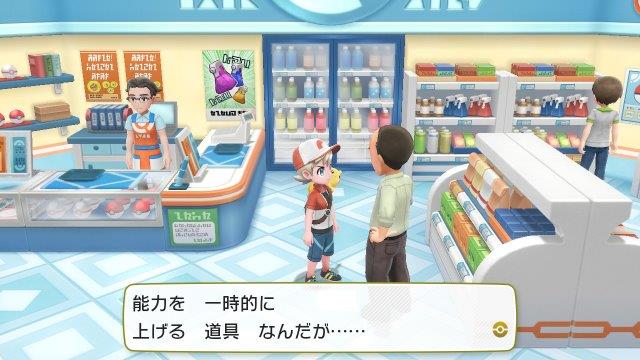 能力を　一時的に
上げる　道具　なんだが……